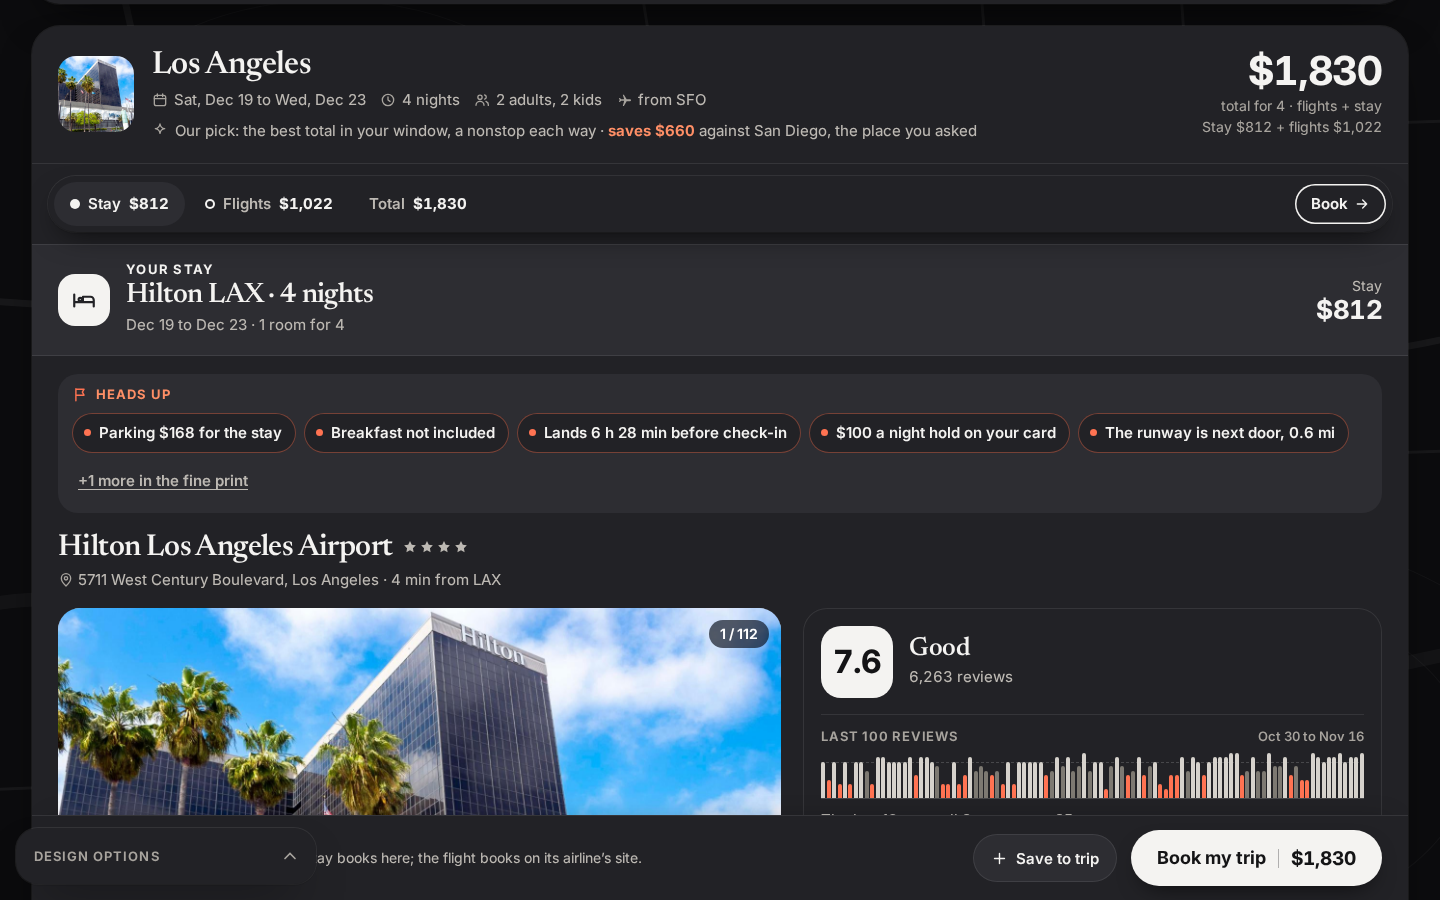 Los Angeles
Sat, Dec 19 to Wed, Dec 23 4 nights 2 adults, 2 kids from SFO
Our pick: the best total in your window, a nonstop each way · saves $660 against San Diego, the place you asked
$1,830
total for 4 · flights + stay
Stay $812 + flights $1,022
Stay $812 Flights $1,022 Total $1,830
Book →
YOUR STAY
Hilton LAX · 4 nights
Dec 19 to Dec 23 · 1 room for 4
Stay
$812
HEADS UP
Parking $168 for the stay
Breakfast not included
Lands 6 h 28 min before check-in
$100 a night hold on your card
The runway is next door, 0.6 mi
+1 more in the fine print
Hilton Los Angeles Airport
5711 West Century Boulevard, Los Angeles · 4 min from LAX
Hilton
1 / 112
7.6
Good
6,263 reviews
LAST 100 REVIEWS
Oct 30 to Nov 16
DESIGN OPTIONS
books here; the flight books on its airline’s site.
+ Save to trip
Book my trip $1,830